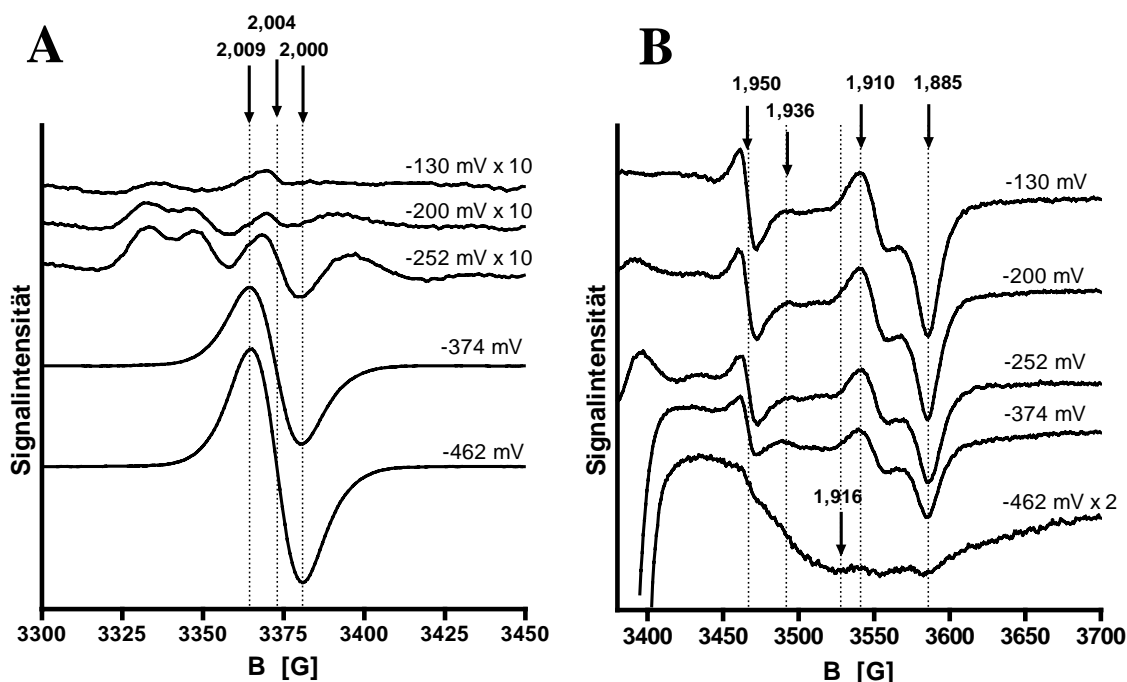 A
2,004
2,009 2,000
-130 mV x 10
-200 mV x 10
-252 mV x 10
-374 mV
-462 mV
Signalintensität
3300 3325 3350 3375 3400 3425 3450
B [G]
B
1,950 1,910 1,885
1,936
-130 mV
-200 mV
-252 mV
-374 mV
1,916
-462 mV x 2
Signalintensität
3400 3450 3500 3550 3600 3650 3700
B [G]